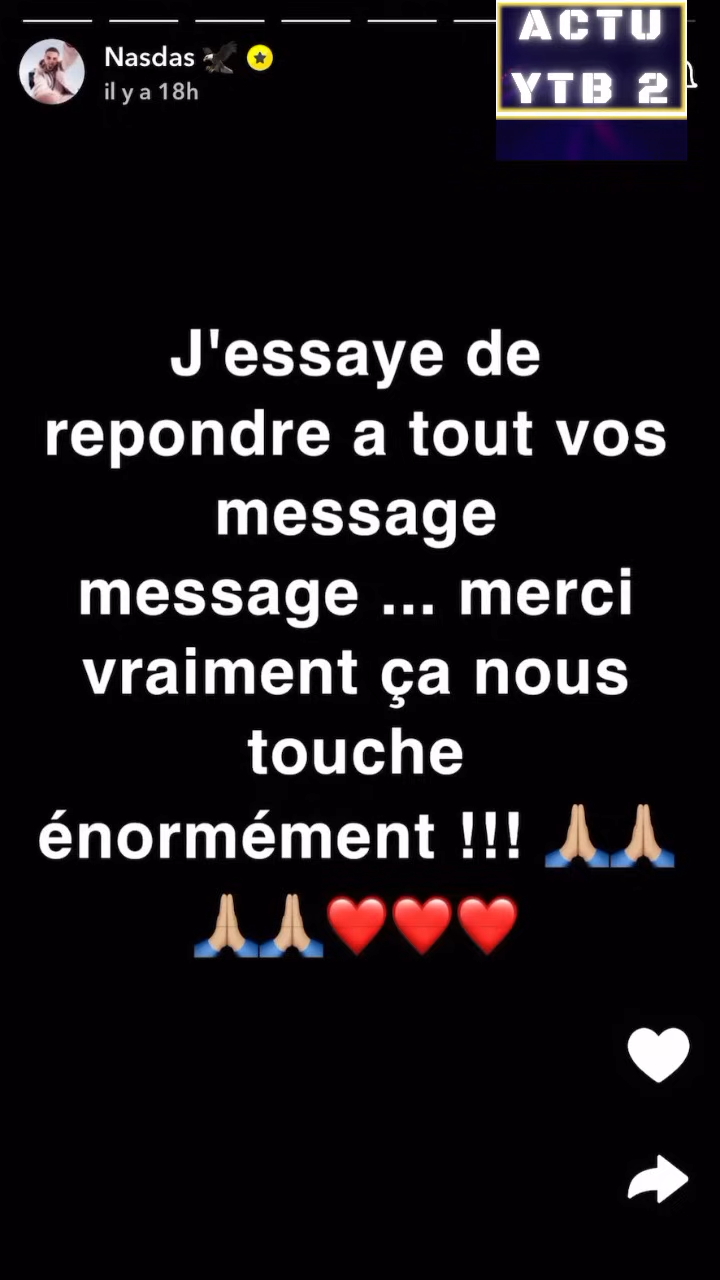 ACTU
YTB 2
Nasdas 🦅
il y a 18h
J'essaye de
repondre a tout vos
message
message ... merci
vraiment ça nous
touche
énormément !!! 🙏🏼🙏🏼
🙏🏼🙏🏼❤️❤️❤️